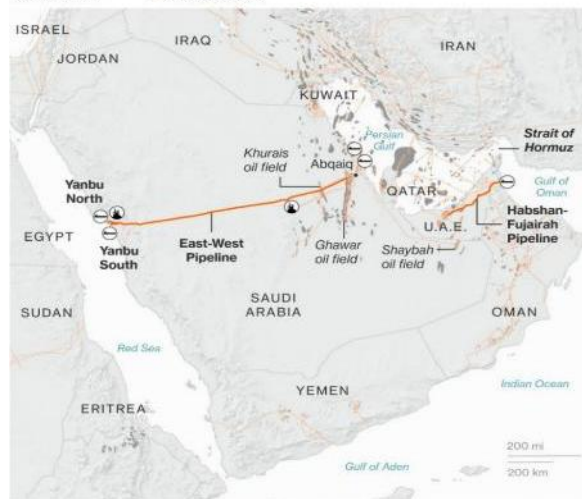 ISRAEL
JORDAN
IRAQ
IRAN
KUWAIT
Persian
Gulf
Strait of
Hormuz
Khurais
oil field
Abqaiq
QATAR
Gulf of
Oman
Yanbu
North
Habshan-
Fujairah
Pipeline
U.A.E.
EGYPT
Yanbu
South
East-West
Pipeline
Ghawar
oil field
Shaybah
oil field
SAUDI
ARABIA
SUDAN
OMAN
Red Sea
YEMEN
Indian Ocean
ERITREA
200 mi
200 km
Gulf of Aden